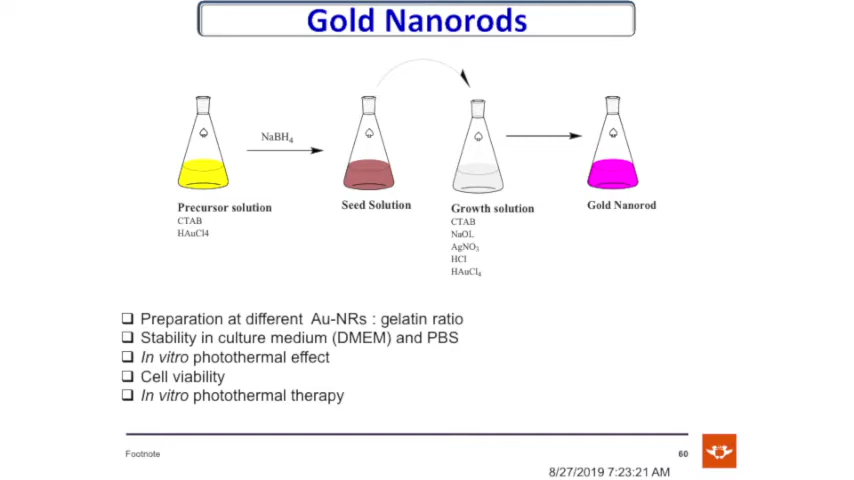 Gold Nanorods
NaBH₄
Precursor solution
CTAB
HAuCl4
Seed Solution
Growth solution
CTAB
NaOL
AgNO₃
HCl
HAuCl₄
Gold Nanorod
❑ Preparation at different Au-NRs : gelatin ratio
❑ Stability in culture medium (DMEM) and PBS
❑ In vitro photothermal effect
❑ Cell viability
❑ In vitro photothermal therapy
Footnote
60
8/27/2019 7:23:21 AM